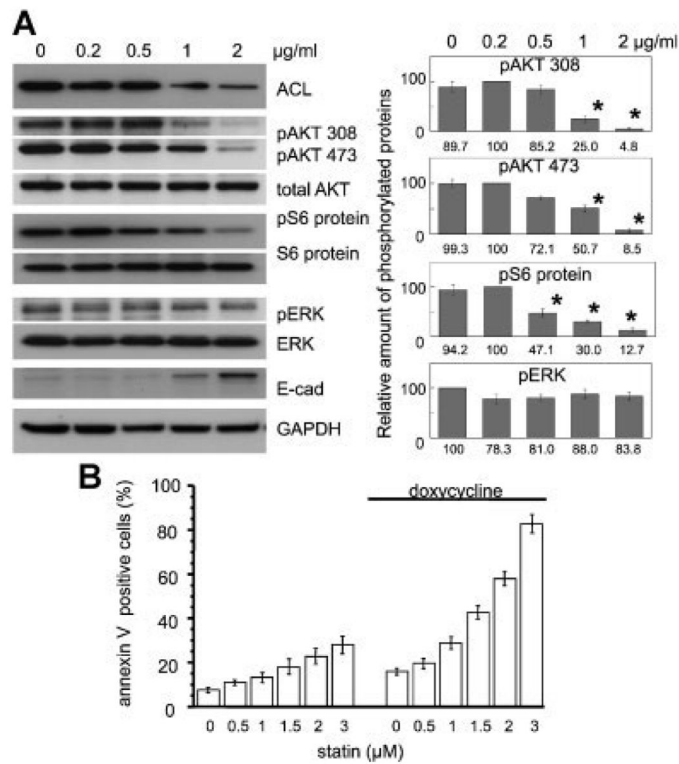 A
0 0.2 0.5 1 2 µg/ml
ACL
pAKT 308
pAKT 473
total AKT
pS6 protein
S6 protein
pERK
ERK
E-cad
GAPDH
Relative amount of phosphorylated proteins
0 0.2 0.5 1 2 µg/ml
pAKT 308
100
0
* *
89.7 100 85.2 25.0 4.8
pAKT 473
100
0
* *
99.3 100 72.1 50.7 8.5
pS6 protein
100
0
* * *
94.2 100 47.1 30.0 12.7
pERK
100
0
100 78.3 81.0 88.0 83.8
B
doxycycline
annexin V positive cells (%)
100
80
60
40
20
0
0 0.5 1 1.5 2 3 0 0.5 1 1.5 2 3
statin (µM)